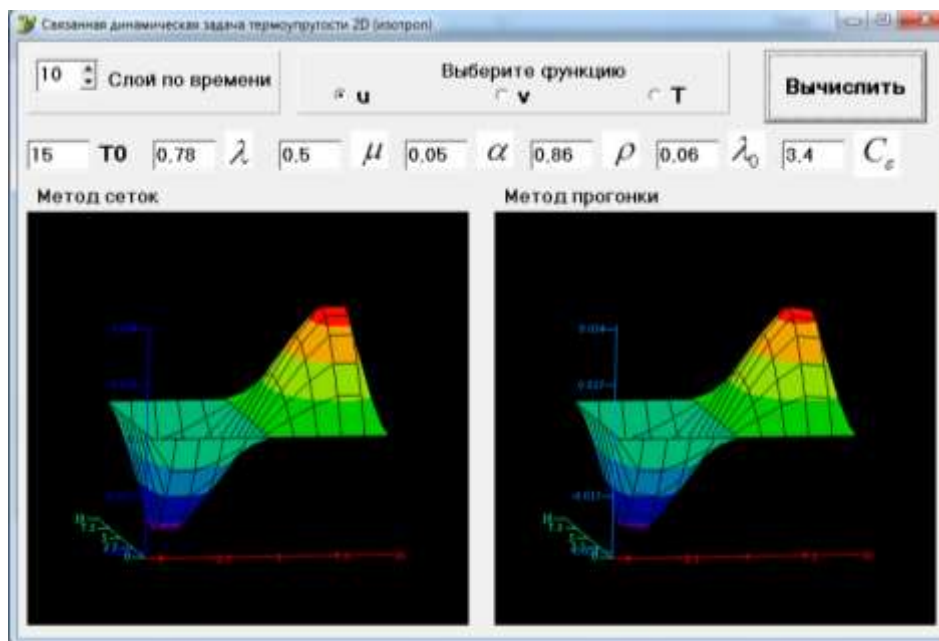 Связанная динамическая задача термоупругости 2D (изотроп)
10 Слой по времени
Выберите функцию
u v T
Вычислить
15 T0 0.78 λ 0.5 μ 0.05 α 0.86 ρ 0.06 λ₀ 3.4 Cε
Метод сеток
Метод прогонки